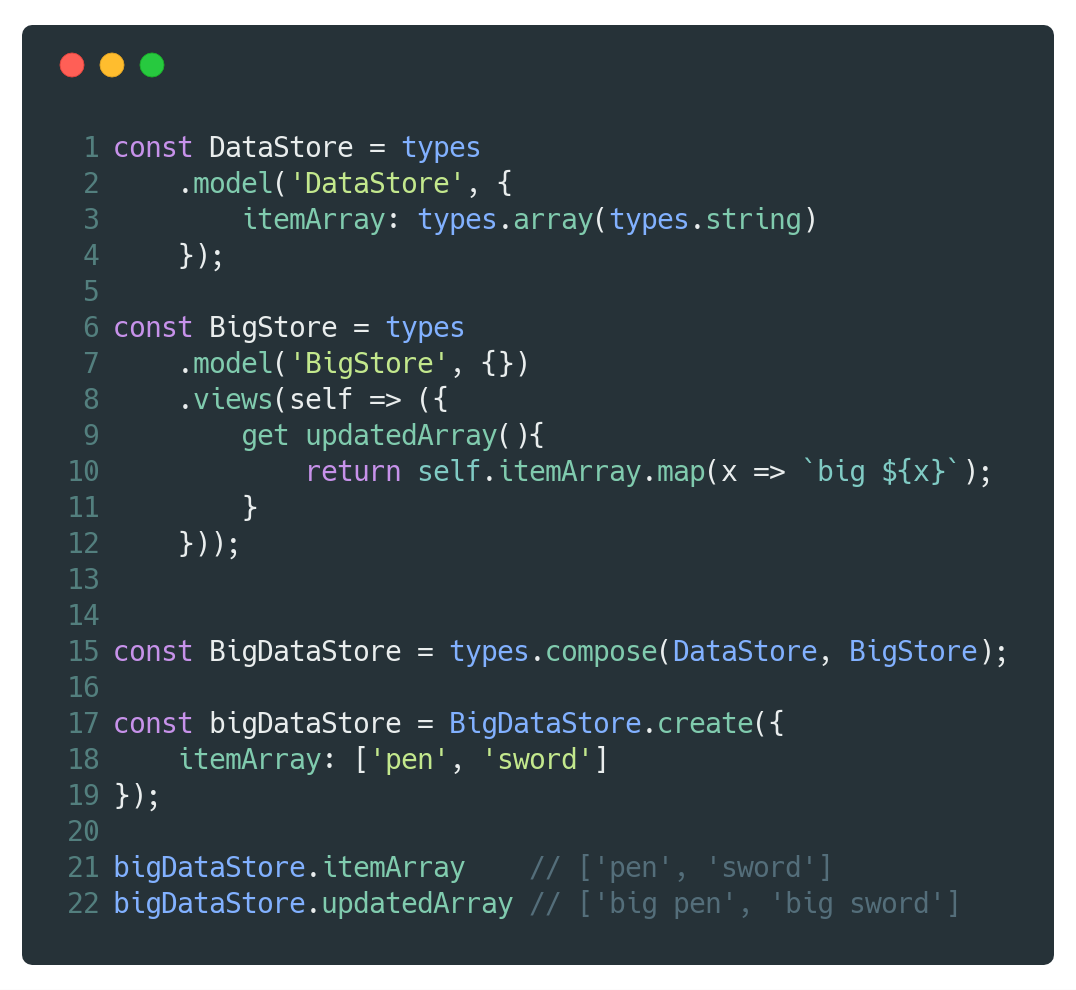 1 const DataStore = types
2     .model('DataStore', {
3         itemArray: types.array(types.string)
4     });
5
6 const BigStore = types
7     .model('BigStore', {})
8     .views(self => ({
9         get updatedArray(){
10             return self.itemArray.map(x => `big ${x}`);
11         }
12     }));
13
14
15 const BigDataStore = types.compose(DataStore, BigStore);
16
17 const bigDataStore = BigDataStore.create({
18     itemArray: ['pen', 'sword']
19 });
20
21 bigDataStore.itemArray    // ['pen', 'sword']
22 bigDataStore.updatedArray // ['big pen', 'big sword']